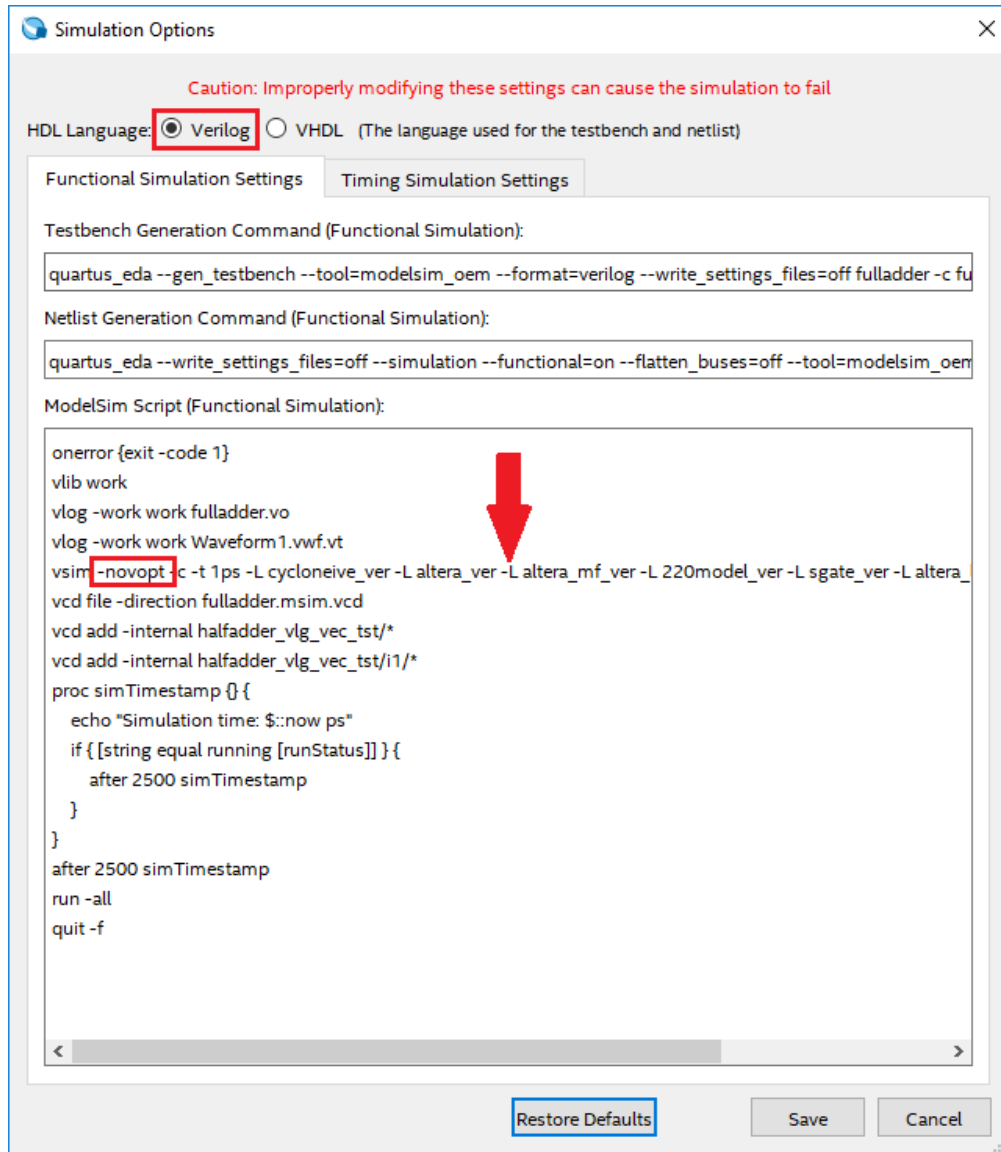 Simulation Options
Caution: Improperly modifying these settings can cause the simulation to fail
HDL Language: Verilog VHDL (The language used for the testbench and netlist)
Functional Simulation Settings Timing Simulation Settings
Testbench Generation Command (Functional Simulation):
quartus_eda --gen_testbench --tool=modelsim_oem --format=verilog --write_settings_files=off fulladder -c fu
Netlist Generation Command (Functional Simulation):
quartus_eda --write_settings_files=off --simulation --functional=on --flatten_buses=off --tool=modelsim_oem
ModelSim Script (Functional Simulation):
onerror {exit -code 1}
vlib work
vlog -work work fulladder.vo
vlog -work work Waveform1.vwf.vt
vsim -novopt -c -t 1ps -L cycloneive_ver -L altera_ver -L altera_mf_ver -L 220model_ver -L sgate_ver -L altera_
vcd file -direction fulladder.msim.vcd
vcd add -internal halfadder_vlg_vec_tst/*
vcd add -internal halfadder_vlg_vec_tst/i1/*
proc simTimestamp {} {
echo "Simulation time: $::now ps"
if { [string equal running [runStatus]] } {
after 2500 simTimestamp
}
}
after 2500 simTimestamp
run -all
quit -f
Restore Defaults Save Cancel